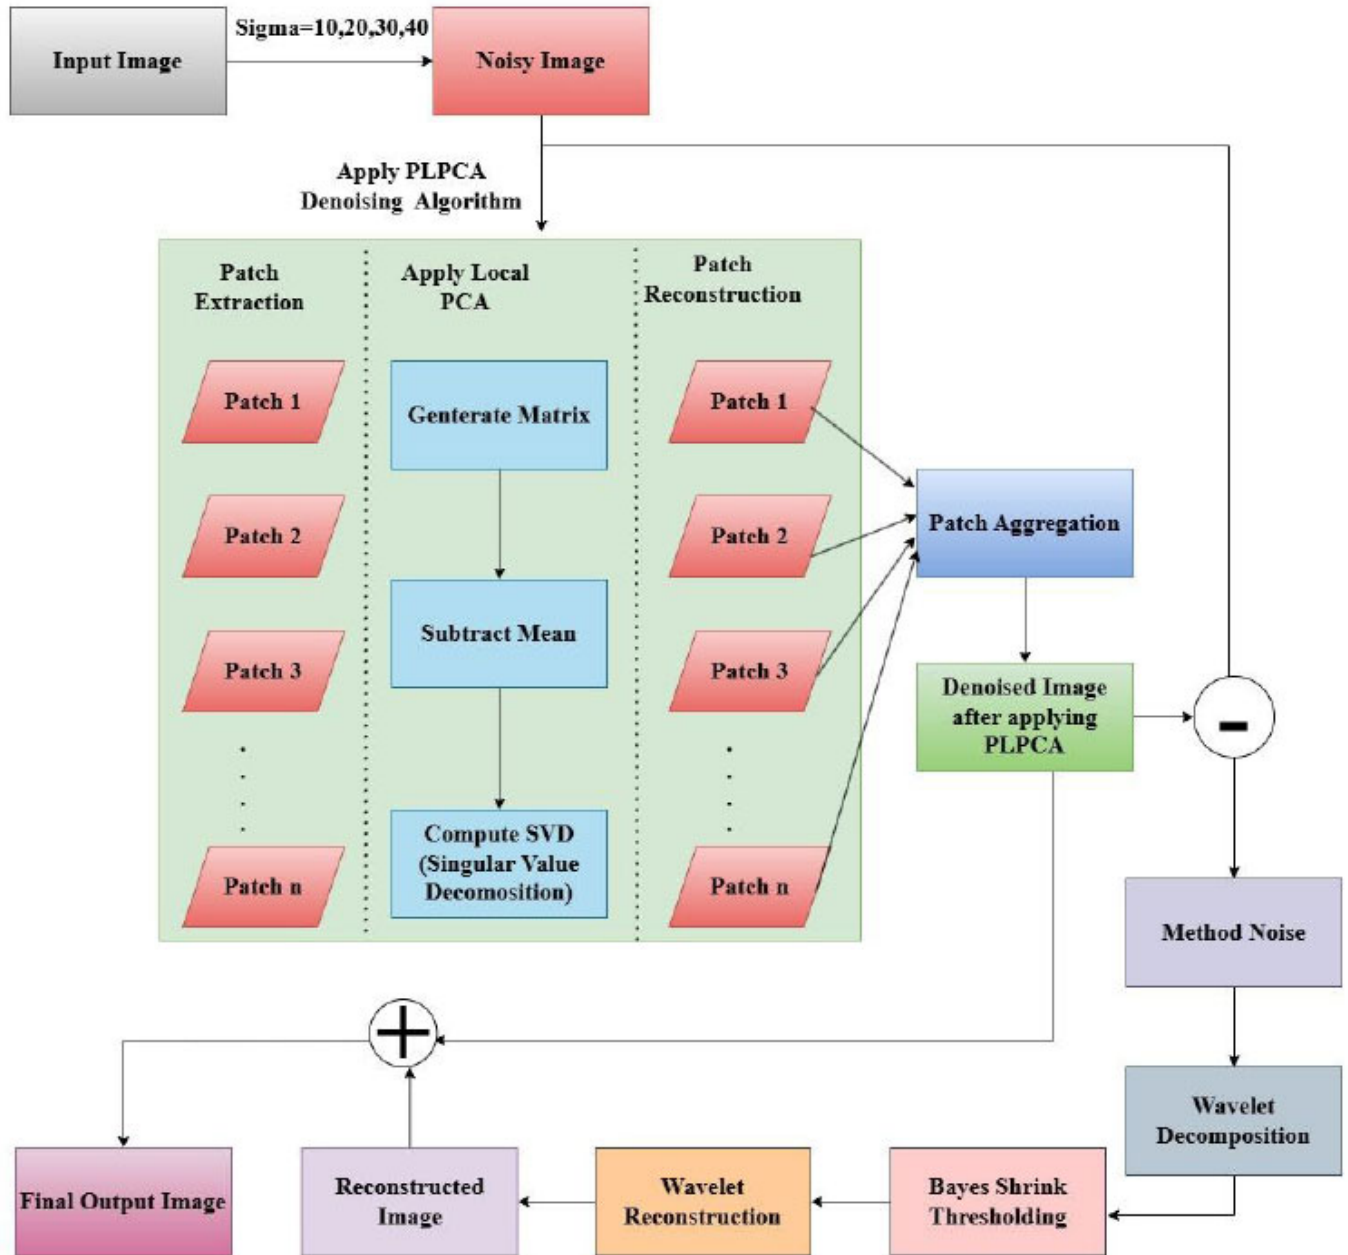 Sigma=10,20,30,40
Input Image
Noisy Image
Apply PLPCA
Denoising Algorithm
Patch
Extraction
Patch 1
Patch 2
Patch 3
Patch n
Apply Local
PCA
Genterate Matrix
Subtract Mean
Compute SVD
(Singular Value
Decomosition)
Patch
Reconstruction
Patch 1
Patch 2
Patch 3
Patch n
Patch Aggregation
Denoised Image
after applying
PLPCA
-
Method Noise
Wavelet
Decomposition
Bayes Shrink
Thresholding
Wavelet
Reconstruction
Reconstructed
Image
+
Final Output Image